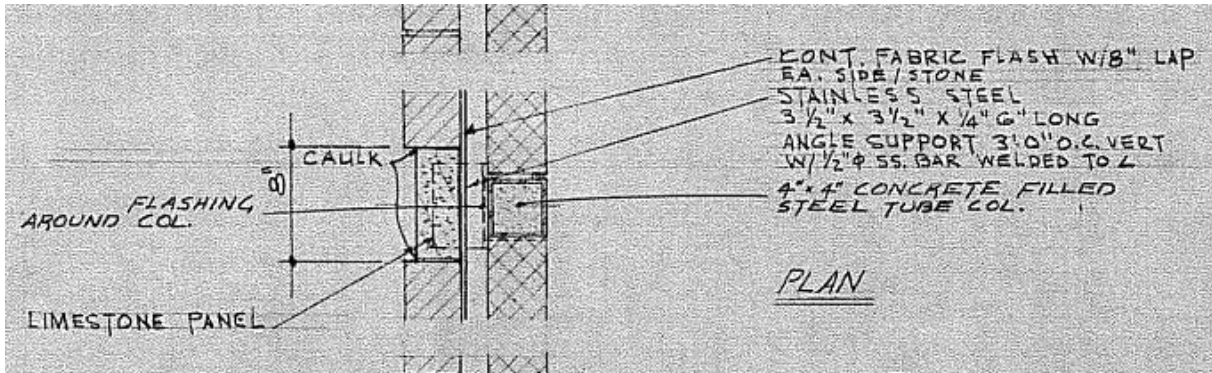 CONT. FABRIC FLASH W/8" LAP
EA. SIDE/STONE
STAINLESS STEEL
3 1/2" x 3 1/2" x 1/4" 6" LONG
ANGLE SUPPORT 3'0" O.C. VERT
W/ 1/2" φ SS. BAR WELDED TO L
4"x4" CONCRETE FILLED
STEEL TUBE COL.
CAULK
8"
FLASHING
AROUND COL.
LIMESTONE PANEL
PLAN